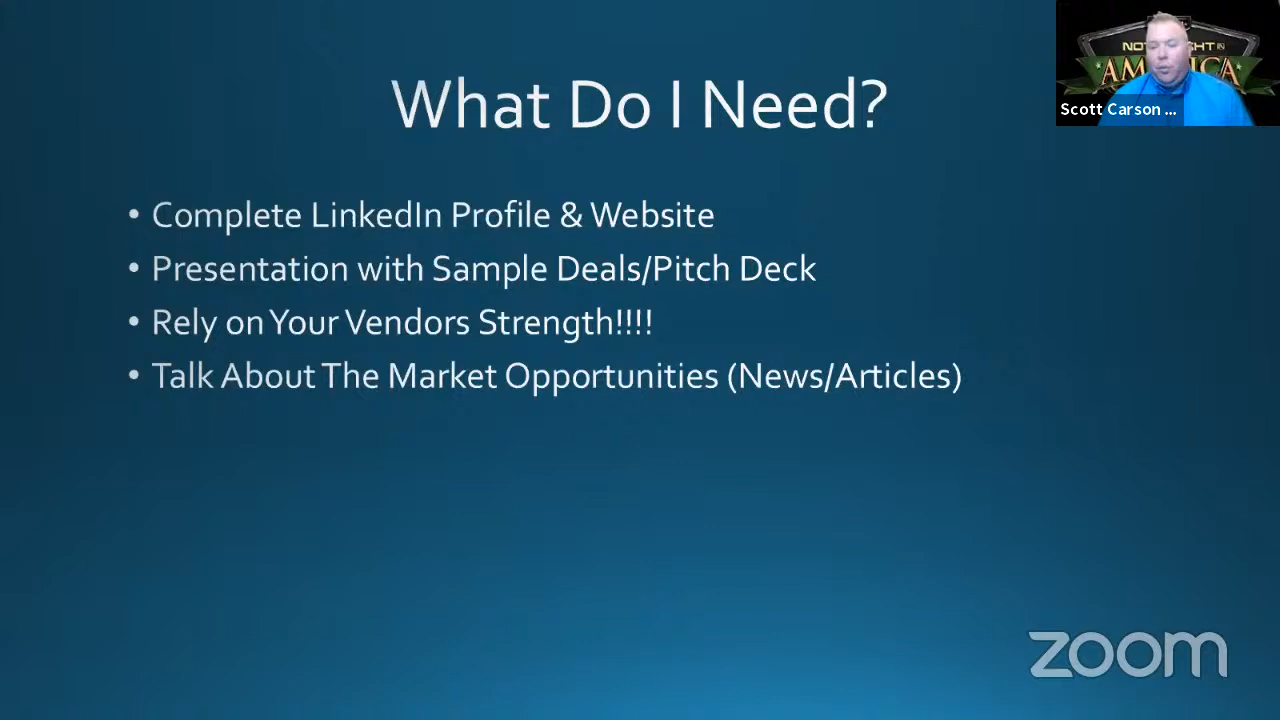 What Do I Need?
• Complete LinkedIn Profile & Website
• Presentation with Sample Deals/Pitch Deck
• Rely on Your Vendors Strength!!!!
• Talk About The Market Opportunities (News/Articles)
Scott Carson ...
zoom